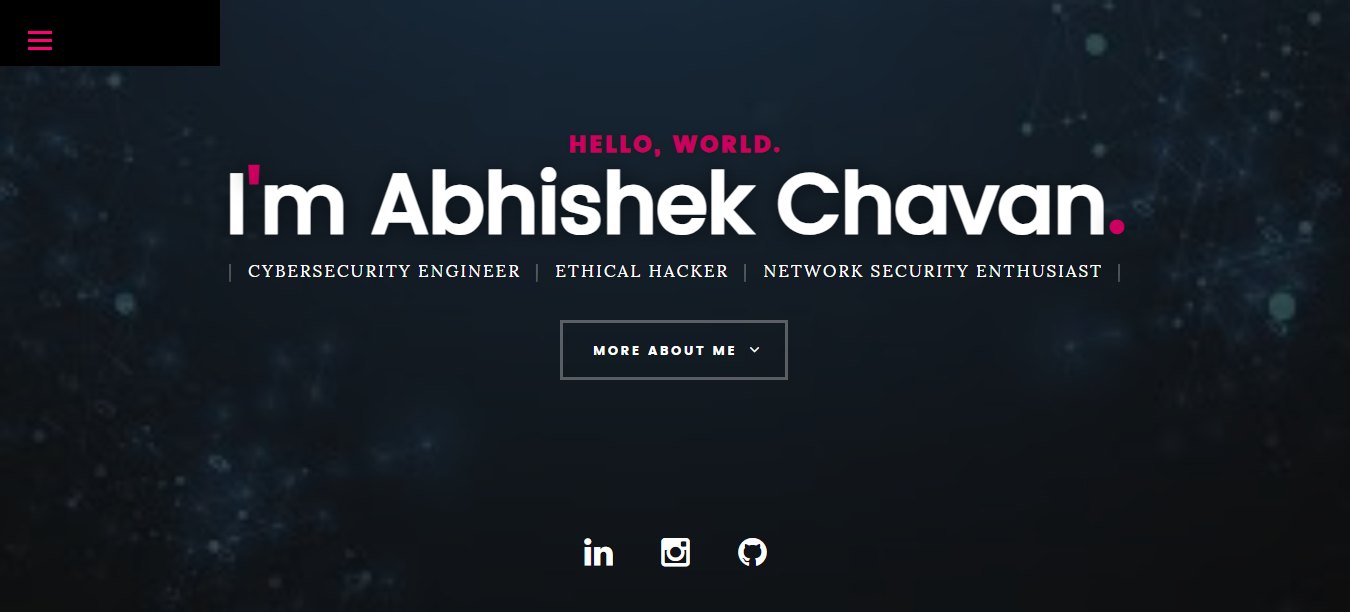 HELLO, WORLD.
I'm Abhishek Chavan.
| CYBERSECURITY ENGINEER | ETHICAL HACKER | NETWORK SECURITY ENTHUSIAST |
MORE ABOUT ME
in